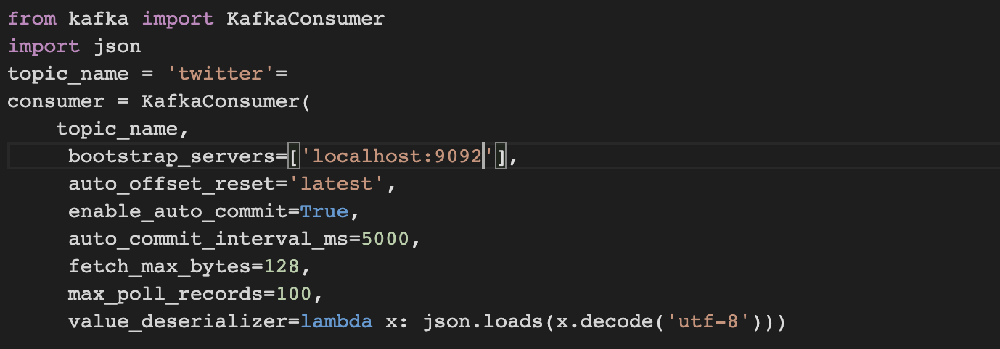 from kafka import KafkaConsumer
import json
topic_name = 'twitter'=
consumer = KafkaConsumer(
    topic_name,
     bootstrap_servers=['localhost:9092'],
     auto_offset_reset='latest',
     enable_auto_commit=True,
     auto_commit_interval_ms=5000,
     fetch_max_bytes=128,
     max_poll_records=100,
     value_deserializer=lambda x: json.loads(x.decode('utf-8')))